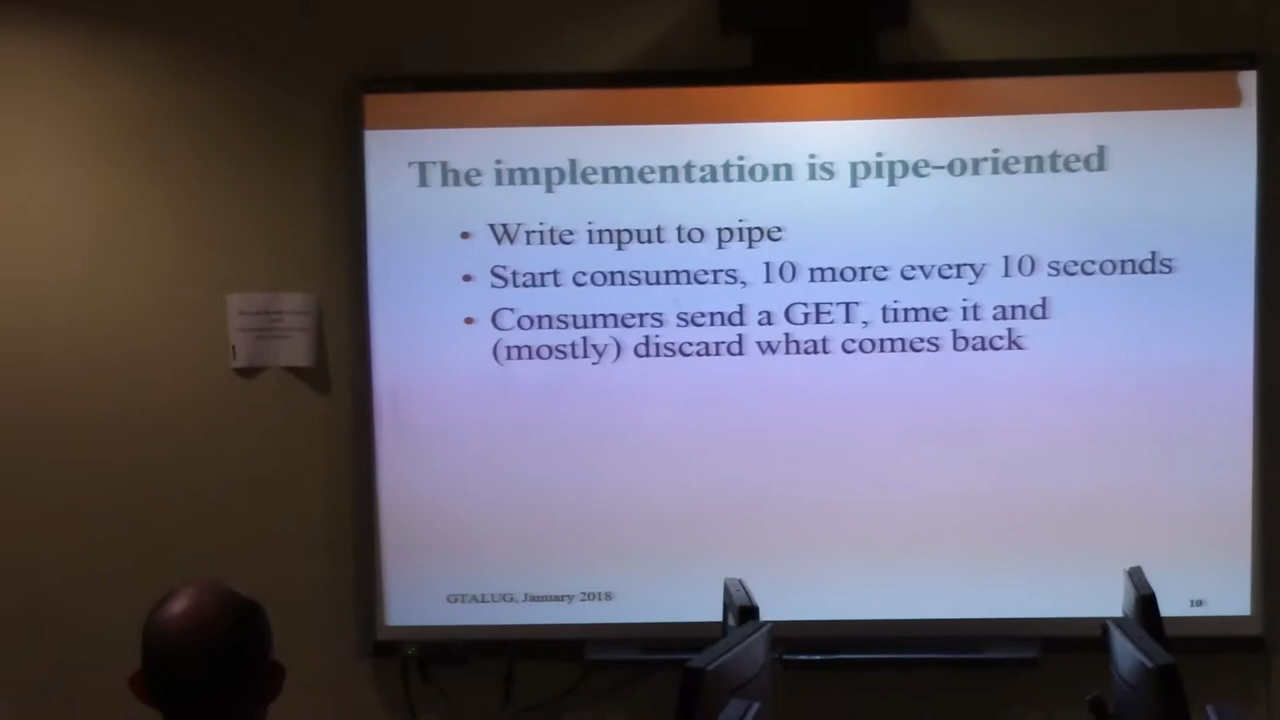 The implementation is pipe-oriented
• Write input to pipe
• Start consumers, 10 more every 10 seconds
• Consumers send a GET, time it and
(mostly) discard what comes back
GTALUG, January 2018
10